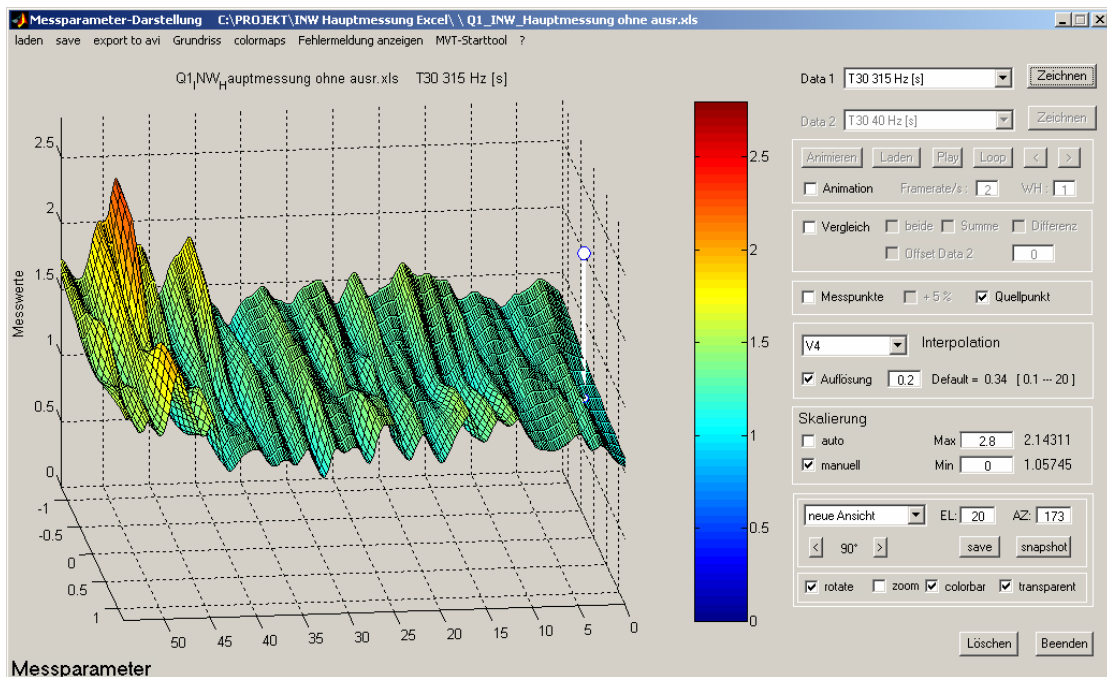 Messparameter-Darstellung C:\PROJEKT\INW Hauptmessung Excel\ \ Q1_INW_Hauptmessung ohne ausr.xls
laden save export to avi Grundriss colormaps Fehlermeldung anzeigen MVT-Starttool ?
Q1INWHauptmessung ohne ausr.xls T30 315 Hz [s]
Messwerte
2.5
2
1.5
1
0.5
0
-1
-0.5
0
0.5
1
50 45 40 35 30 25 20 15 10 5 0
2.5
2
1.5
1
0.5
0
Data 1 T30 315 Hz [s] Zeichnen
Data 2 T30 40 Hz [s] Zeichnen
Animieren Laden Play Loop < >
Animation Framerate/s : 2 WH : 1
Vergleich beide Summe Differenz
Offset Data 2 0
Messpunkte + 5 % Quellpunkt
V4 Interpolation
Auflösung 0.2 Default = 0.34 [ 0.1 --- 20 ]
Skalierung
auto Max 2.8 2.14311
manuell Min 0 1.05745
neue Ansicht EL: 20 AZ: 173
< 90° > save snapshot
rotate zoom colorbar transparent
Löschen Beenden
Messparameter